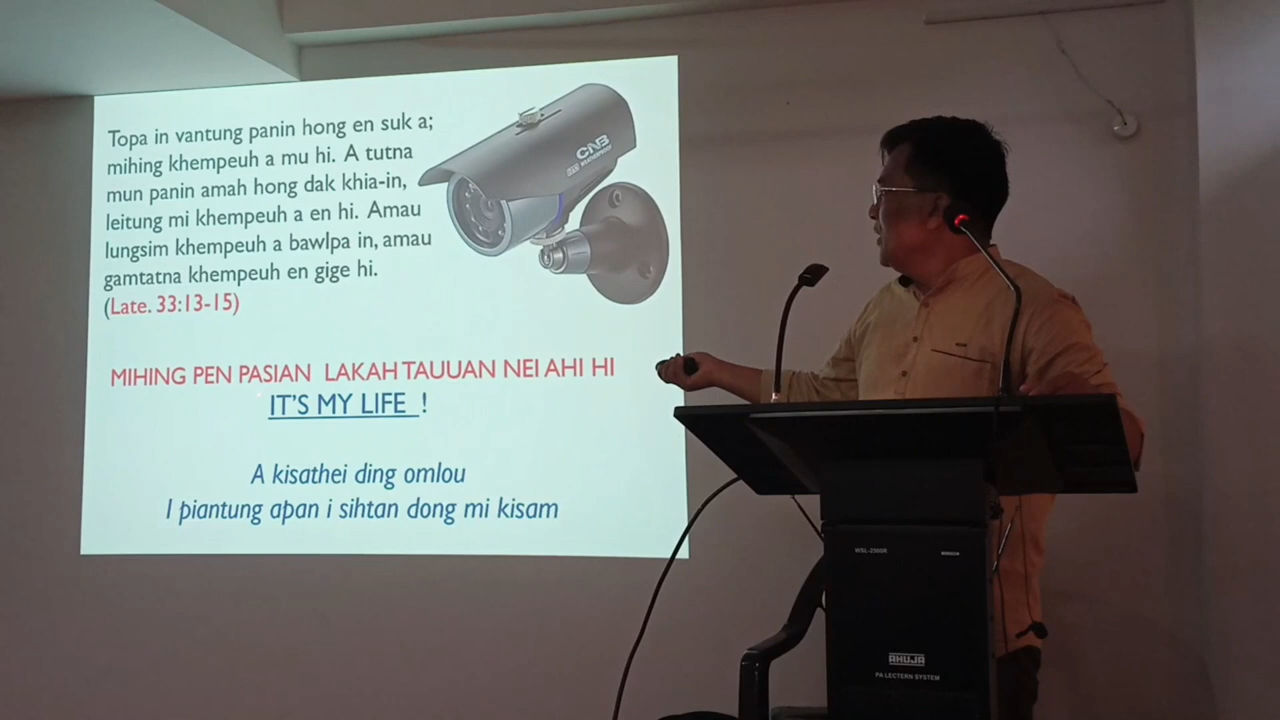 Topa in vantung panin hong en suk a;
mihing khempeuh a mu hi. A tutna
mun panin amah hong dak khia-in,
leitung mi khempeuh a en hi. Amau
lungsim khempeuh a bawlpa in, amau
gamtatna khempeuh en gige hi.
(Late. 33:13-15)
CNB
MIHING PEN PASIAN LAKAH TAUUAN NEI AHI HI
IT'S MY LIFE !
A kisathei ding omlou
I piantung apan i sihtan dong mi kisam
WSL-2500R
AHUJA
PA LECTERN SYSTEM